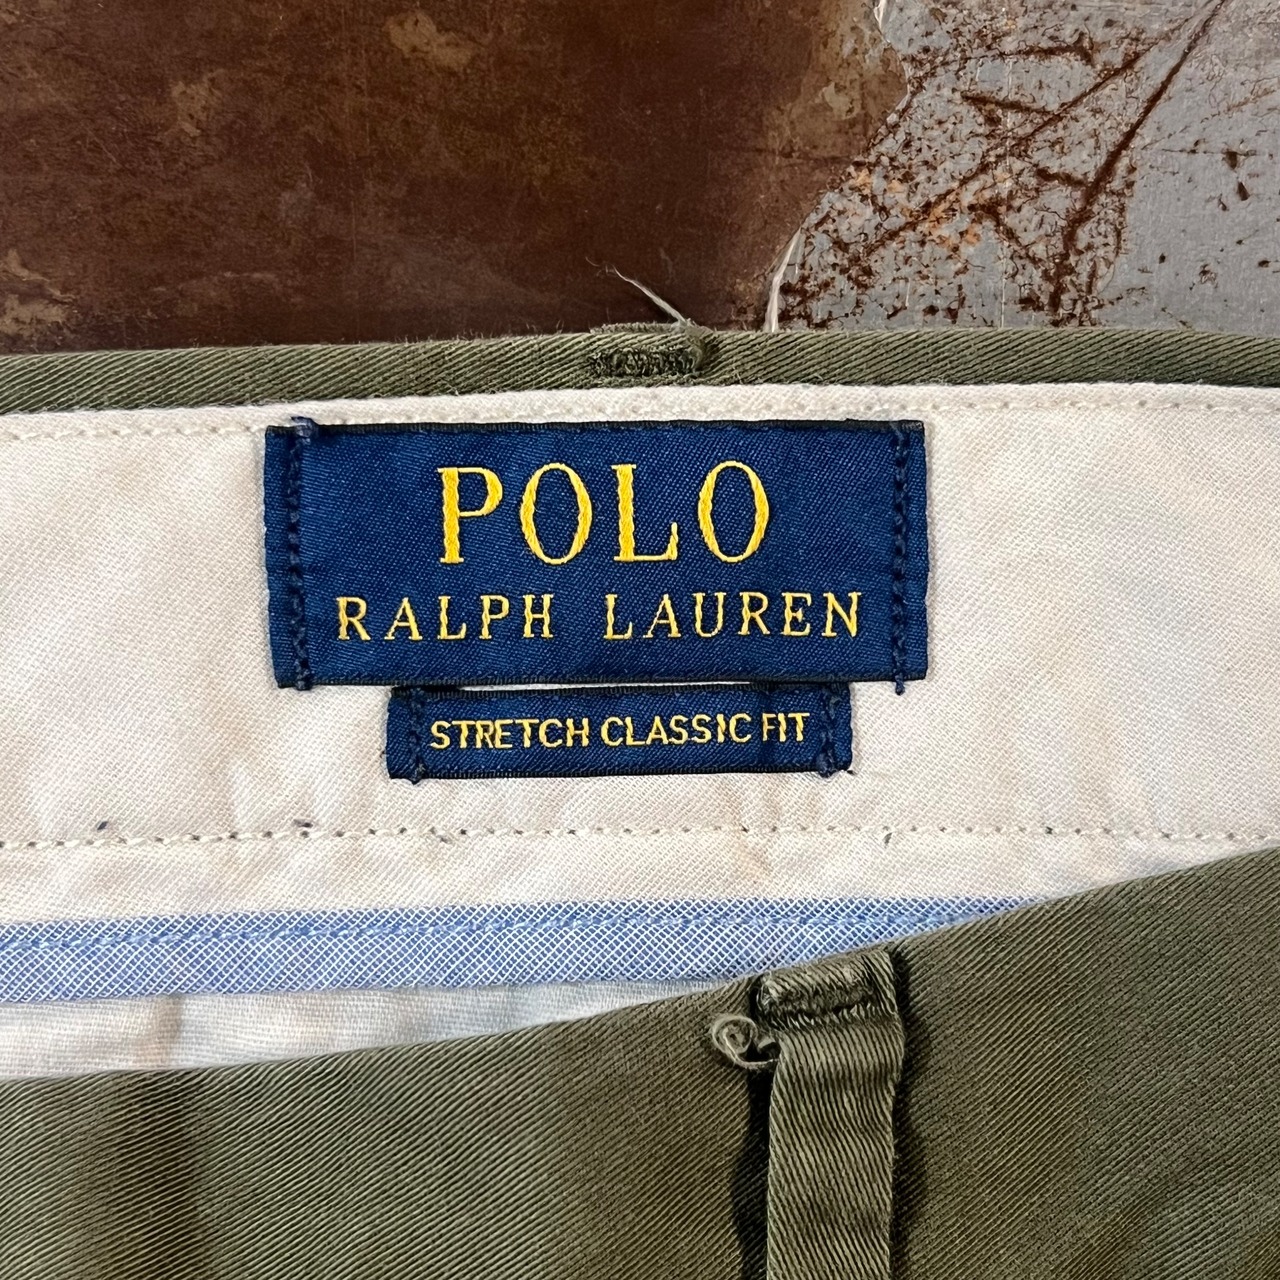 POLO
RALPH LAUREN
STRETCH CLASSIC FIT